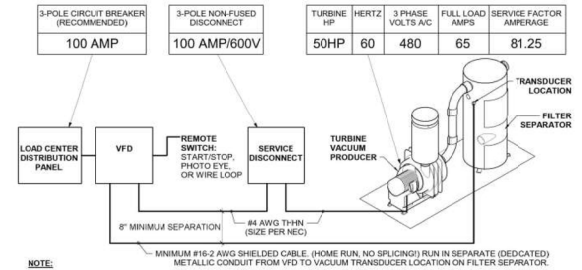 3-POLE CIRCUIT BREAKER
(RECOMMENDED)
100 AMP
3-POLE NON-FUSED
DISCONNECT
100 AMP/600V
TURBINE
HP
HERTZ
3 PHASE
VOLTS A/C
FULL LOAD
AMPS
SERVICE FACTOR
AMPERAGE
50HP
60
480
65
81.25
TRANSDUCER
LOCATION
FILTER
SEPARATOR
LOAD CENTER
DISTRIBUTION
PANEL
VFD
REMOTE
SWITCH:
START/STOP,
PHOTO EYE,
OR WIRE LOOP
SERVICE
DISCONNECT
TURBINE
VACUUM
PRODUCER
8" MINIMUM SEPARATION
#4 AWG THHN
(SIZE PER NEC)
NOTE:
MNIMUM #16-2 AWG SHIELDED CABLE. (HOME RUN, NO SPLICING!) RUN IN SEPARATE (DEDCATED)
METALLIC CONDUIT FROM VFD TO VACUUM TRANSDUCER LOCATION ON FILTER SEPARATOR.